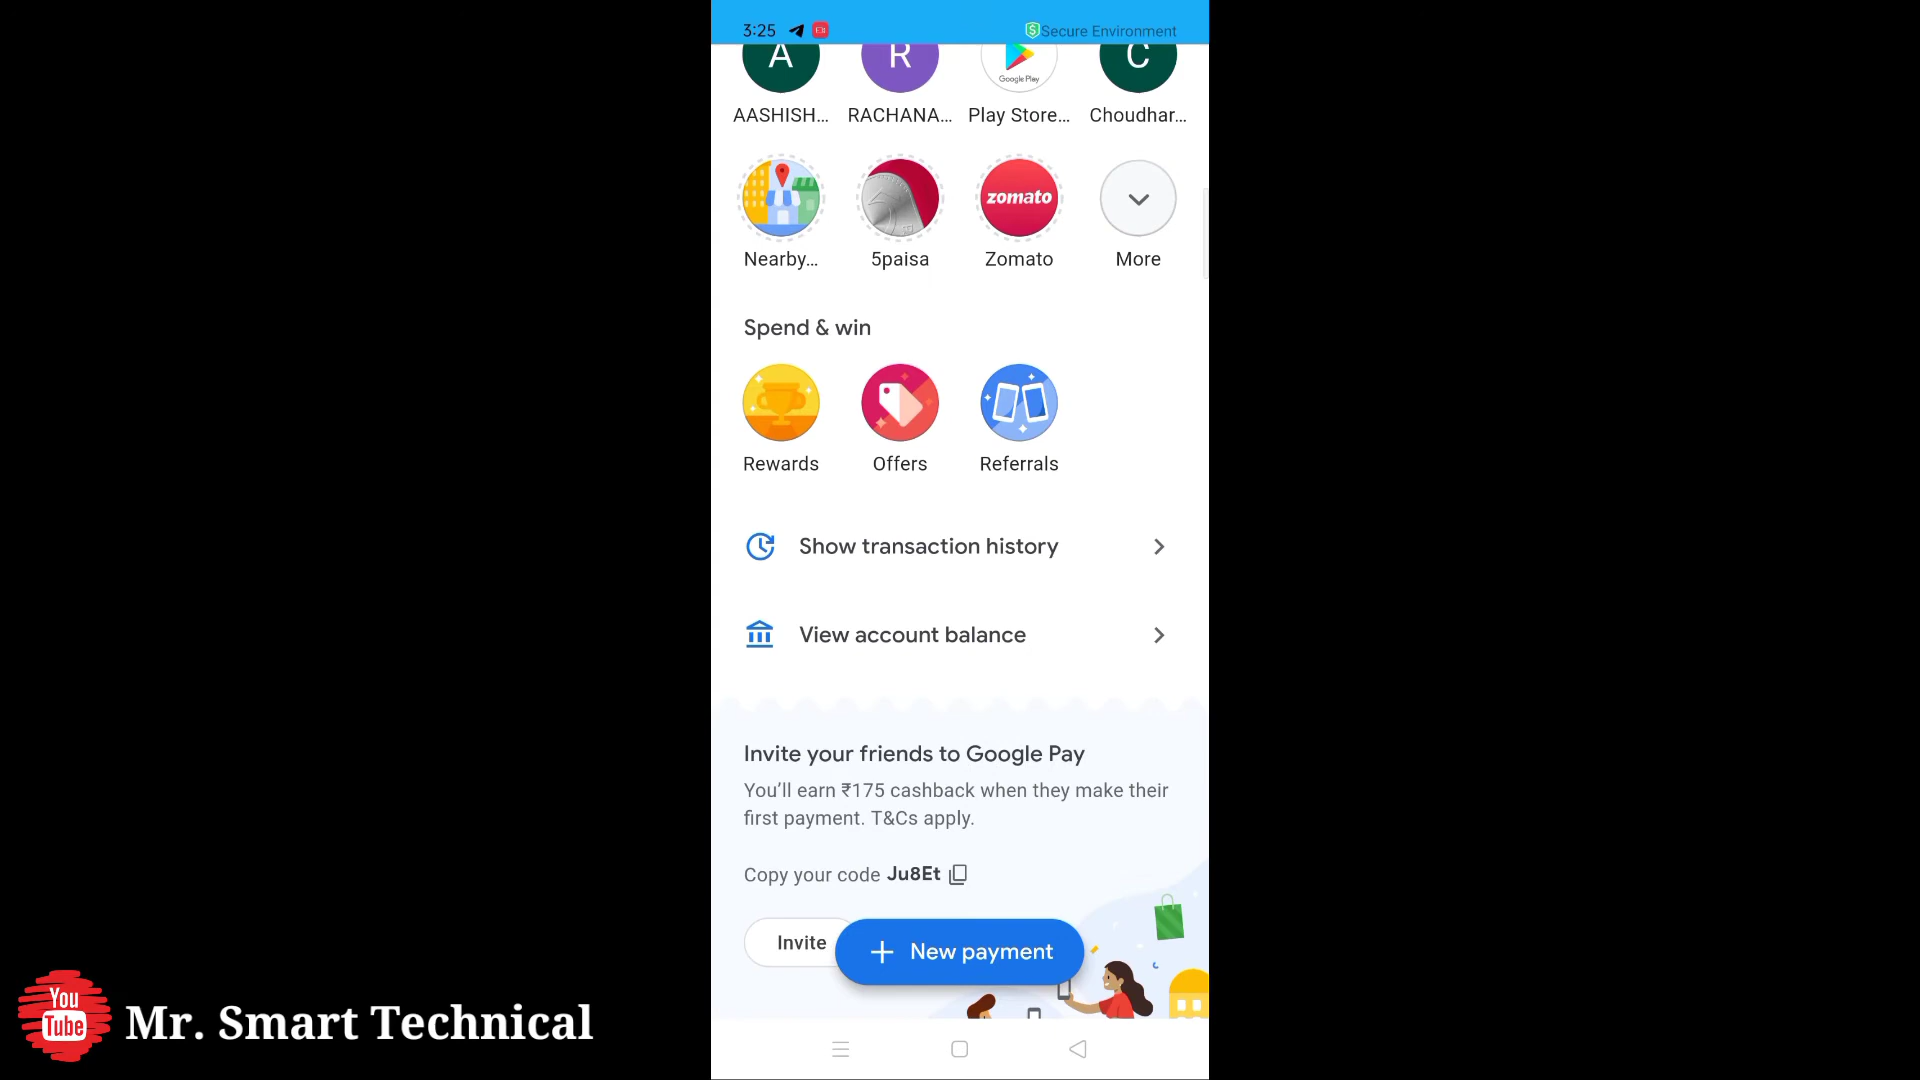 3:25
Secure Environment
A
R
Google Play
C
AASHISH...
RACHANA...
Play Store...
Choudhar...
zomato
Nearby...
5paisa
Zomato
More
Spend & win
Rewards
Offers
Referrals
Show transaction history
View account balance
Invite your friends to Google Pay
You’ll earn ₹175 cashback when they make their
first payment. T&Cs apply.
Copy your code Ju8Et
Invite
New payment
You
Tube
Mr. Smart Technical